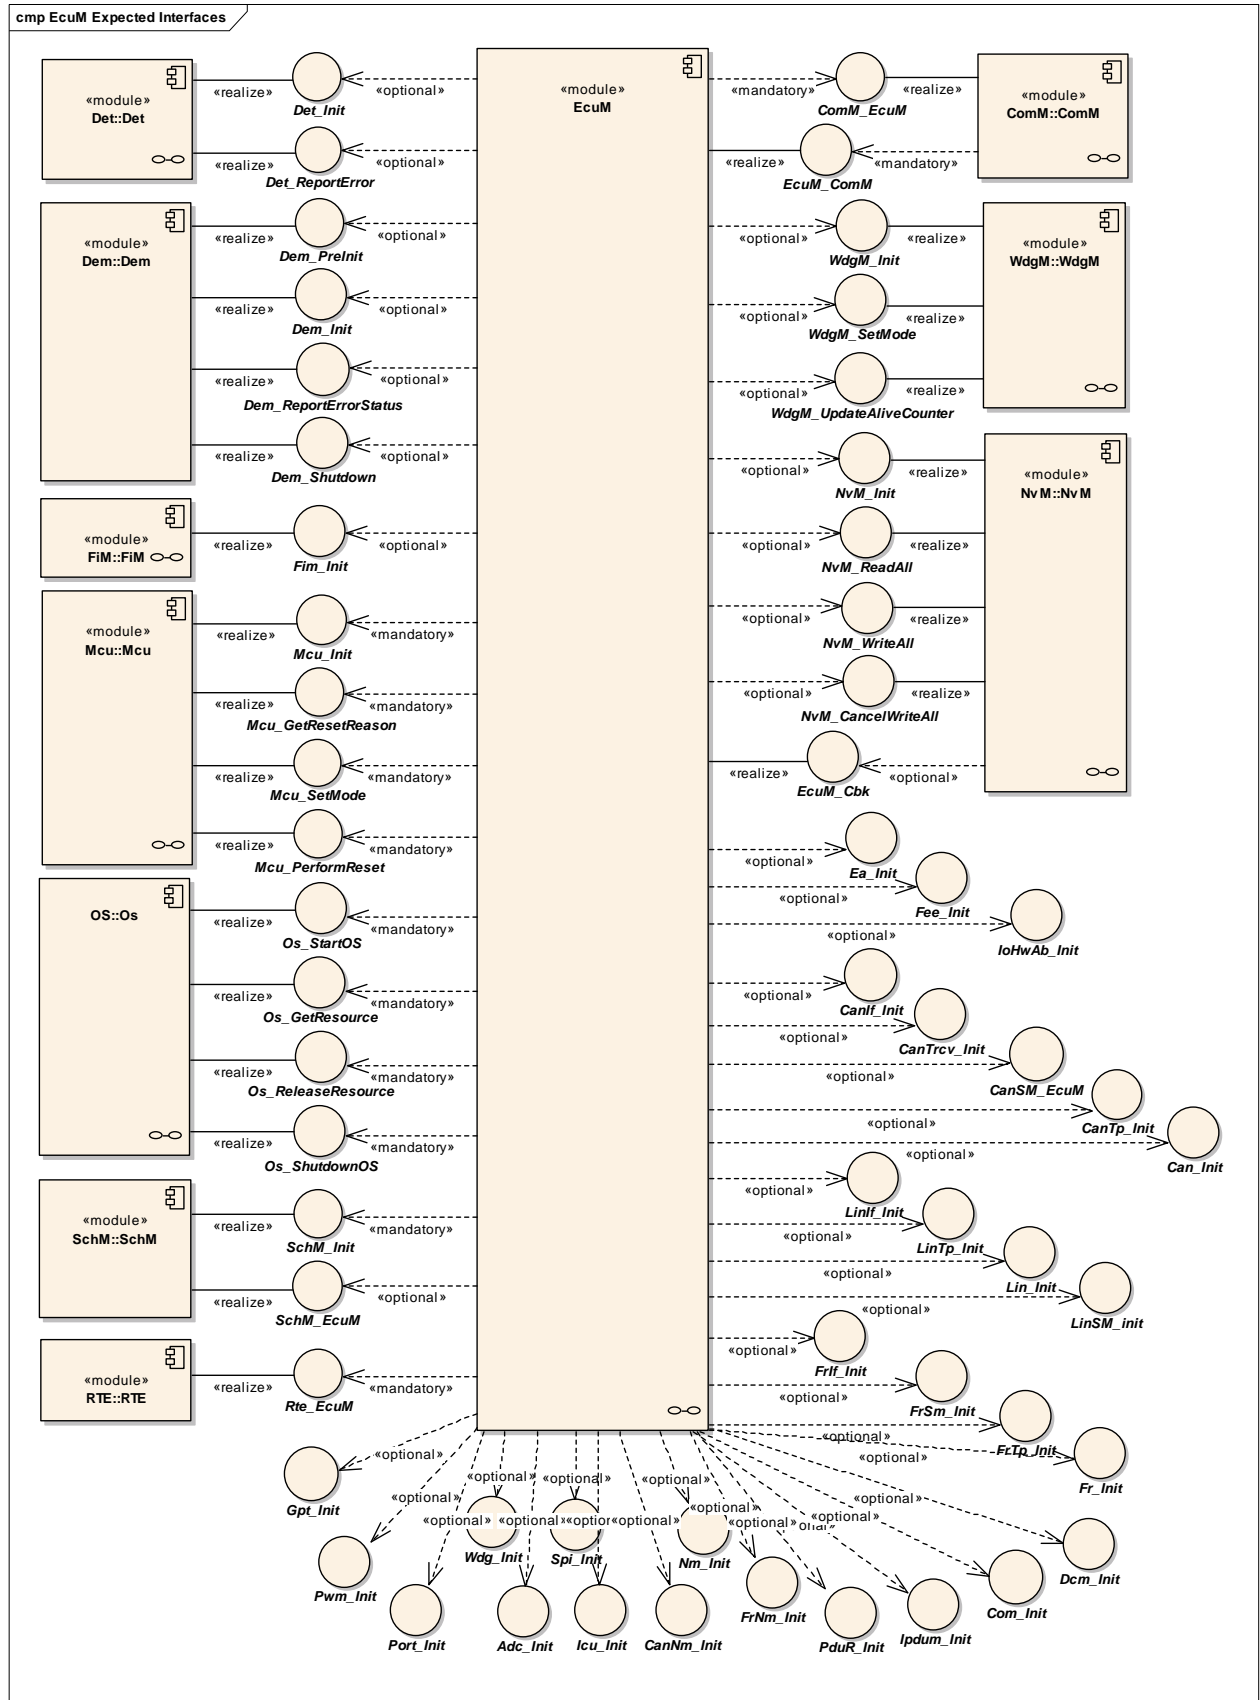 cmp EcuM Expected Interfaces
«module»
Det::Det
«realize»
Det_Init
«optional»
«realize»
Det_ReportError
«optional»
«module»
Dem::Dem
«realize»
Dem_PreInit
«optional»
«realize»
Dem_Init
«optional»
«realize»
Dem_ReportErrorStatus
«optional»
«realize»
Dem_Shutdown
«optional»
«module»
FiM::FiM
«realize»
Fim_Init
«optional»
«module»
Mcu::Mcu
«realize»
Mcu_Init
«mandatory»
«realize»
Mcu_GetResetReason
«mandatory»
«realize»
Mcu_SetMode
«mandatory»
«realize»
Mcu_PerformReset
«mandatory»
OS::Os
«realize»
Os_StartOS
«mandatory»
«realize»
Os_GetResource
«mandatory»
«realize»
Os_ReleaseResource
«mandatory»
«realize»
Os_ShutdownOS
«mandatory»
«module»
SchM::SchM
«realize»
SchM_Init
«mandatory»
«realize»
SchM_EcuM
«optional»
«module»
RTE::RTE
«realize»
Rte_EcuM
«mandatory»
«module»
EcuM
«mandatory»
ComM_EcuM
«realize»
«module»
ComM::ComM
«realize»
EcuM_ComM
«mandatory»
«optional»
WdgM_Init
«realize»
«module»
WdgM::WdgM
«optional»
WdgM_SetMode
«realize»
«optional»
WdgM_UpdateAliveCounter
«realize»
«optional»
NvM_Init
«realize»
«module»
NvM::NvM
«optional»
NvM_ReadAll
«realize»
«optional»
NvM_WriteAll
«realize»
«optional»
NvM_CancelWriteAll
«realize»
«realize»
EcuM_Cbk
«optional»
«optional»
Ea_Init
«optional»
Fee_Init
«optional»
IoHwAb_Init
«optional»
CanIf_Init
«optional»
CanTrcv_Init
«optional»
CanSM_EcuM
«optional»
CanTp_Init
«optional»
Can_Init
«optional»
LinIf_Init
«optional»
LinTp_Init
«optional»
Lin_Init
«optional»
LinSM_init
«optional»
FrIf_Init
«optional»
FrSm_Init
«optional»
FrTp_Init
Fr_Init
«optional»
Gpt_Init
«optional»
Pwm_Init
«optional»
Port_Init
«optional»
Wdg_Init
«optional»
Adc_Init
«optional»
Spi_Init
Icu_Init
«optional»
CanNm_Init
«optional»
Nm_Init
«optional»
FrNm_Init
«optional»
PduR_Init
Ipdum_Init
«optional»
Com_Init
«optional»
Dcm_Init